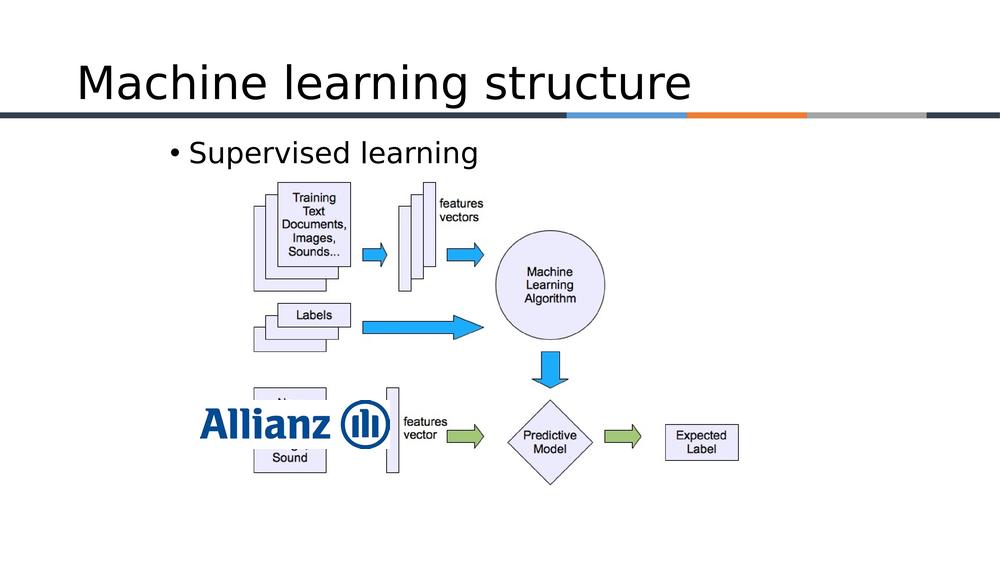 Machine learning structure
• Supervised learning
Training
Text
Documents,
Images,
Sounds...
features
vectors
Machine
Learning
Algorithm
Labels
Allianz
Sound
features
vector
Predictive
Model
Expected
Label